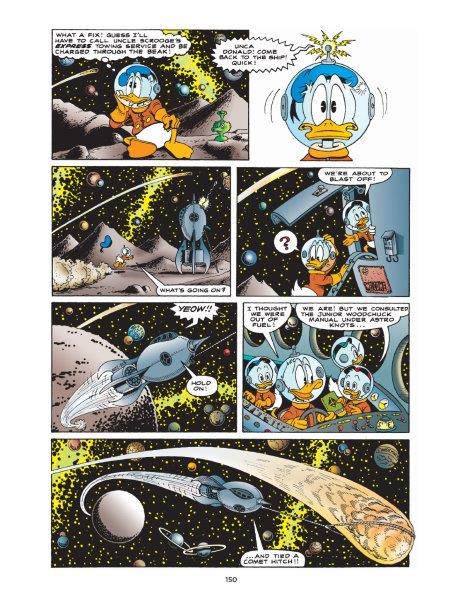 WHAT A FIX! GUESS I'LL
HAVE TO CALL UNCLE SCROOGE'S
EXPRESS TOWING SERVICE AND BE
CHARGED THROUGH THE BEAK!
UNCA
DONALD! COME
BACK TO THE SHIP!
QUICK!
WHAT'S GOING ON?
WE'RE ABOUT TO
BLAST OFF!
?
YEOW!!
HOLD
ON!
I THOUGHT
WE WERE
OUT OF
FUEL!
WE ARE! BUT WE CONSULTED
THE JUNIOR WOODCHUCK
MANUAL UNDER ASTRO
KNOTS...
...AND TIED A
COMET HITCH!!
150